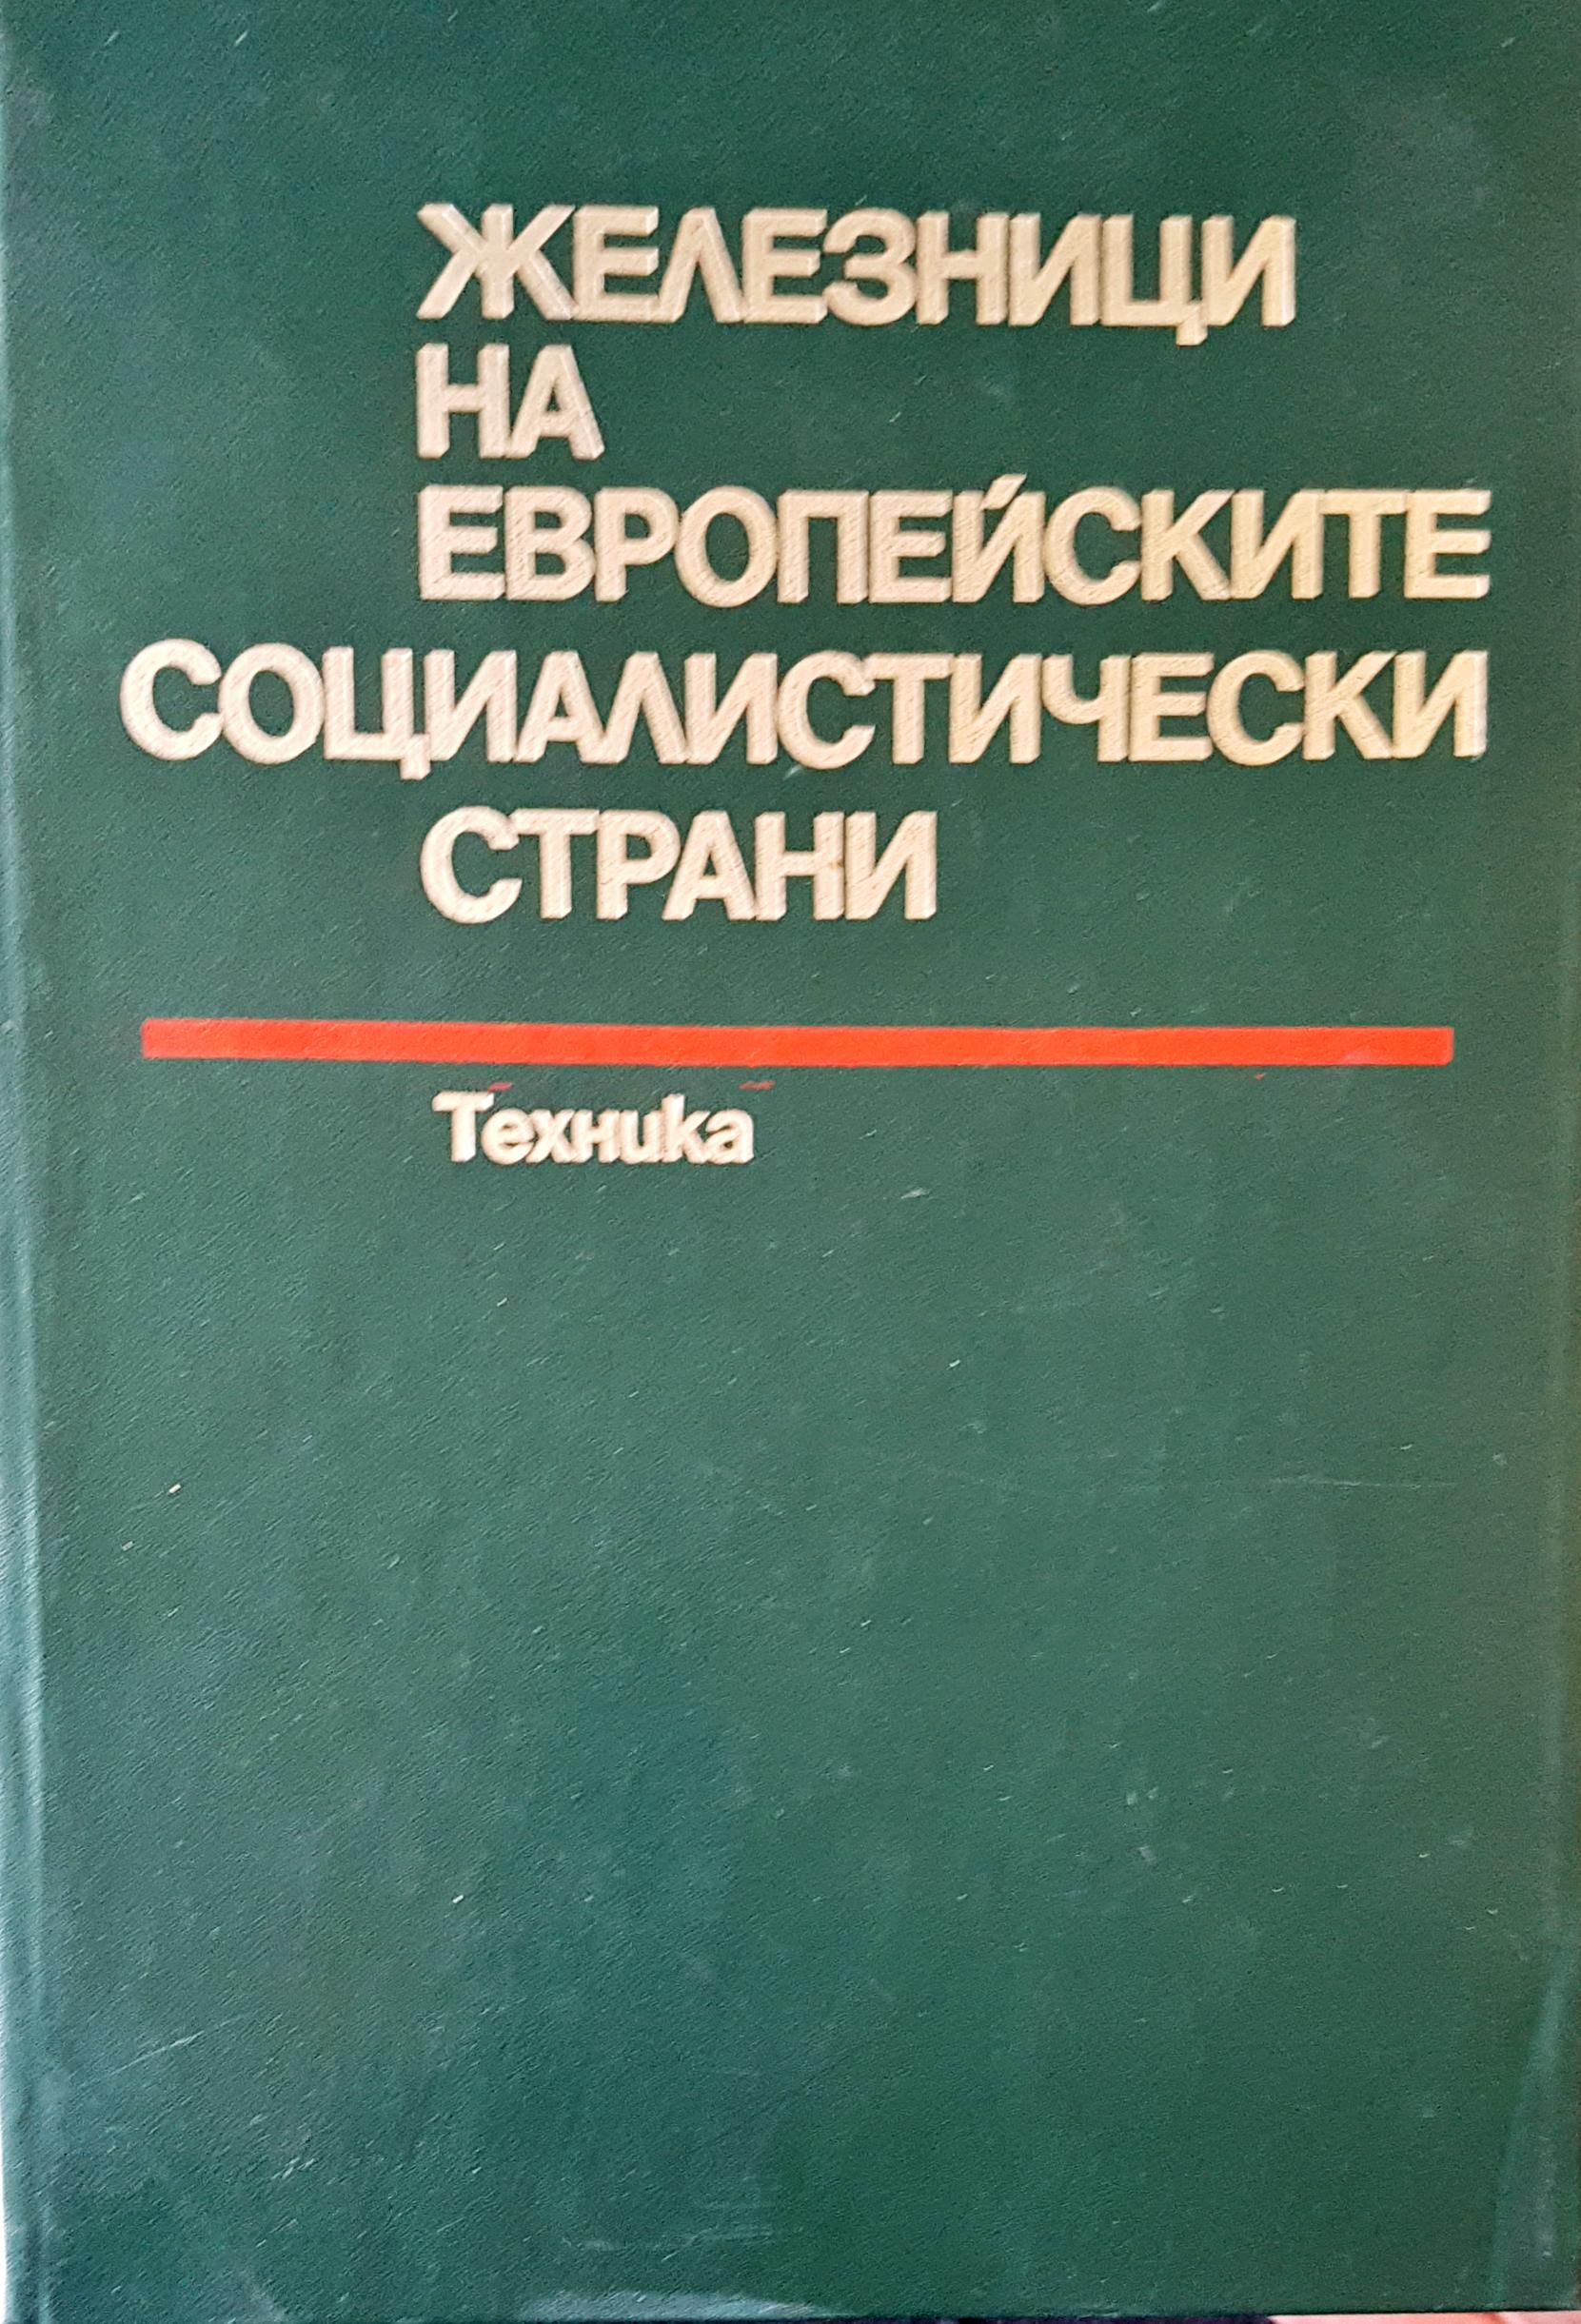 ЖЕЛЕЗНИЦИ
НА
ЕВРОПЕЙСКИТЕ
СОЦИАЛИСТИЧЕСКИ
СТРАНИ
Техника